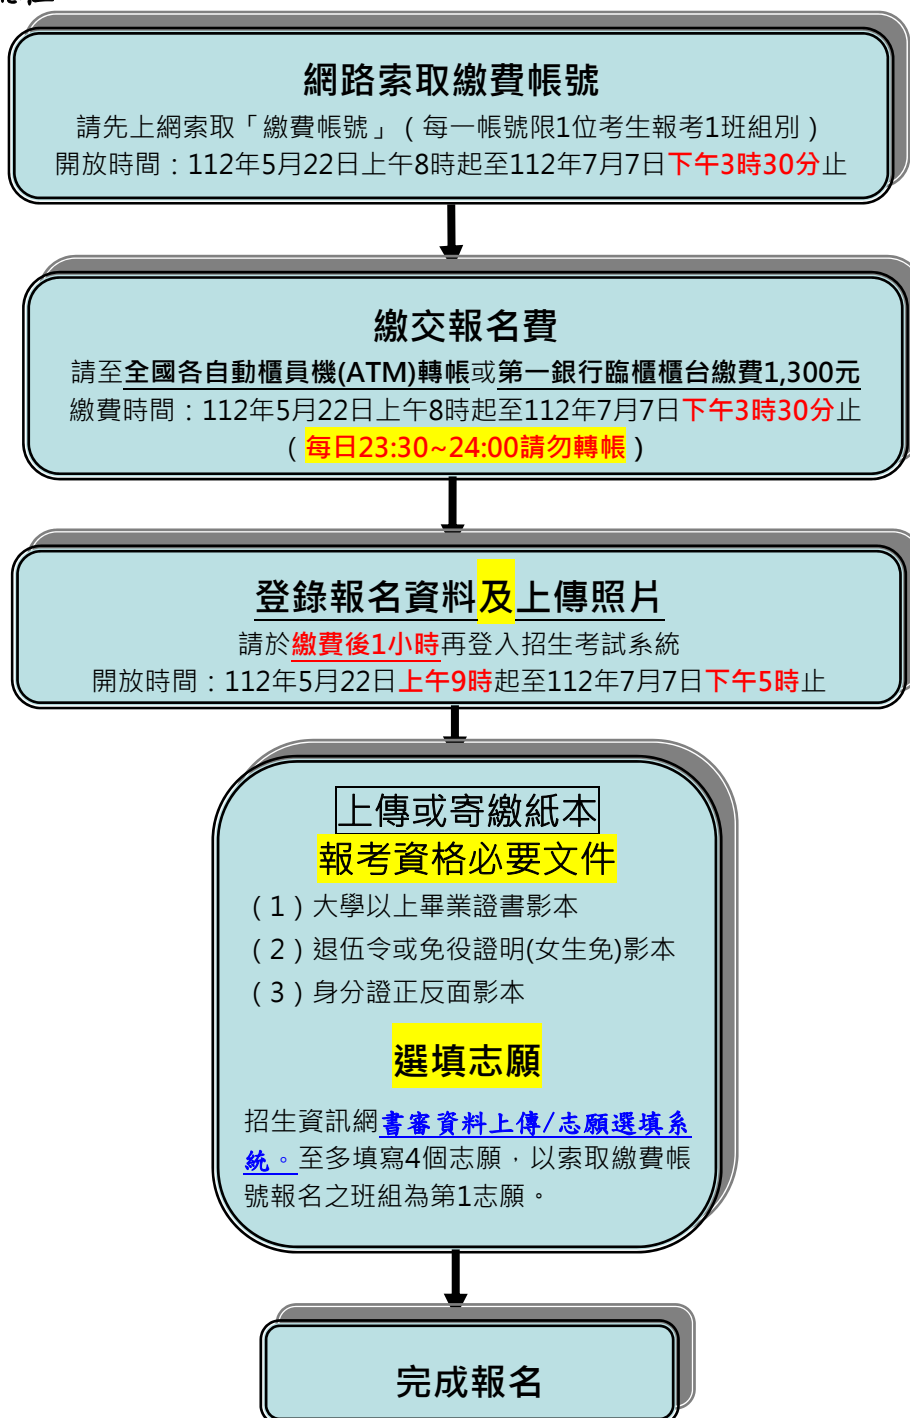 網路索取繳費帳號
請先上網索取「繳費帳號」（每一帳號限1位考生報考1班組別）
開放時間：112年5月22日上午8時起至112年7月7日下午3時30分止
繳交報名費
請至全國各自動櫃員機(ATM)轉帳或第一銀行臨櫃櫃台繳費1,300元
繳費時間：112年5月22日上午8時起至112年7月7日下午3時30分止
（每日23:30~24:00請勿轉帳）
登錄報名資料及上傳照片
請於繳費後1小時再登入招生考試系統
開放時間：112年5月22日上午9時起至112年7月7日下午5時止
上傳或寄繳紙本
報考資格必要文件
（1）大學以上畢業證書影本
（2）退伍令或免役證明(女生免)影本
（3）身分證正反面影本
選填志願
招生資訊網書審資料上傳/志願選填系
統。至多填寫4個志願，以索取繳費帳
號報名之班組為第1志願。
完成報名